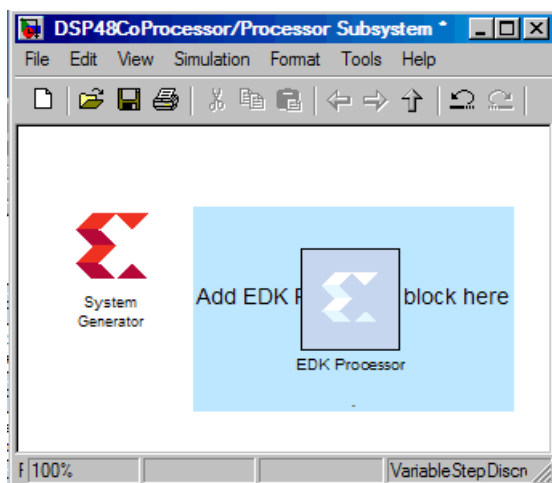 DSP48CoProcessor/Processor Subsystem *
File Edit View Simulation Format Tools Help
System
Generator
Add EDK P block here
EDK Processor
100%
VariableStepDiscr